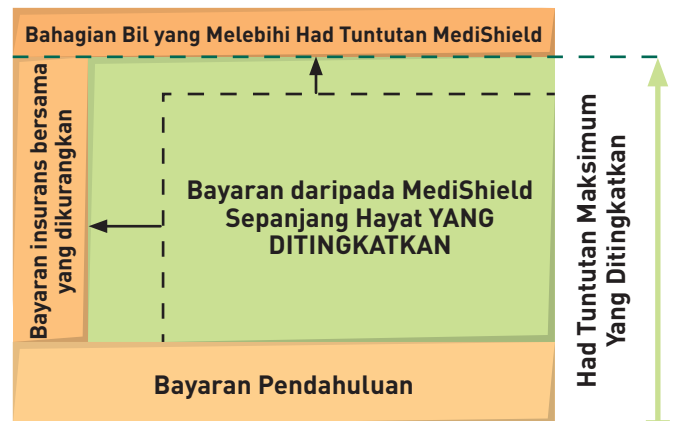 Bahagian Bil yang Melebihi Had Tuntutan MediShield
Bayaran insurans bersama
yang dikurangkan
Bayaran daripada MediShield
Sepanjang Hayat YANG
DITINGKATKAN
Had Tuntutan Maksimum
Yang Ditingkatkan
Bayaran Pendahuluan